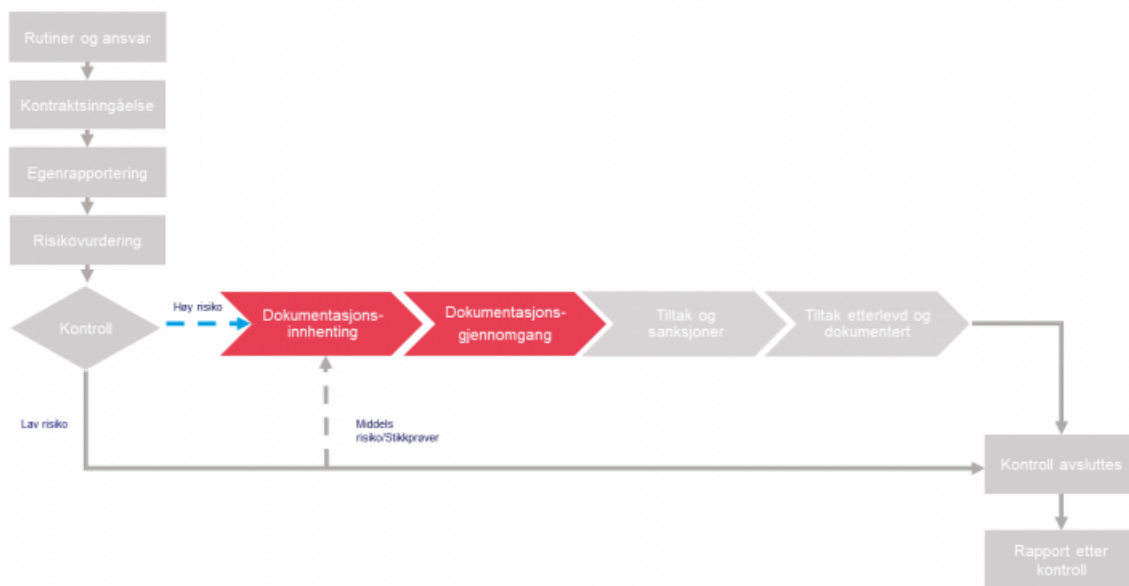 Rutiner og ansvar
Kontraktsinngåelse
Egenrapportering
Risikovurdering
Kontroll
Høy risiko
Dokumentasjons-
innhenting
Dokumentasjons-
gjennomgang
Tiltak og
sanksjoner
Tiltak etterlevd og
dokumentert
Lav risiko
Middels
risiko/Stikkprøver
Kontroll avsluttes
Rapport etter
kontroll